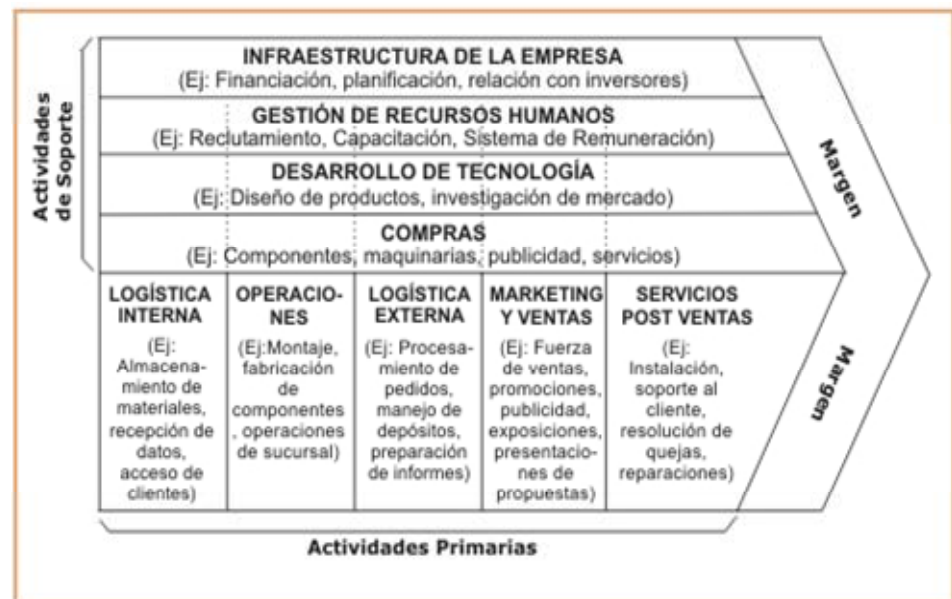 Actividades
de Soporte
INFRAESTRUCTURA DE LA EMPRESA
(Ej: Financiación, planificación, relación con inversores)
GESTIÓN DE RECURSOS HUMANOS
(Ej: Reclutamiento, Capacitación, Sistema de Remuneración)
DESARROLLO DE TECNOLOGÍA
(Ej: Diseño de productos, investigación de mercado)
COMPRAS
(Ej: Componentes, maquinarias, publicidad, servicios)
Margen
LOGÍSTICA
INTERNA
(Ej:
Almacena-
miento de
materiales,
recepción de
datos,
acceso de
clientes)
OPERACIO-
NES
(Ej:Montaje,
fabricación
de
componentes
, operaciones
de sucursal)
LOGÍSTICA
EXTERNA
(Ej: Procesa-
miento de
pedidos,
manejo de
depósitos,
preparación
de informes)
MARKETING
Y VENTAS
(Ej: Fuerza
de ventas,
promociones,
publicidad,
exposiciones,
presentacio-
nes de
propuestas)
SERVICIOS
POST VENTAS
(Ej:
Instalación,
soporte al
cliente,
resolución de
quejas,
reparaciones)
Margen
Actividades Primarias